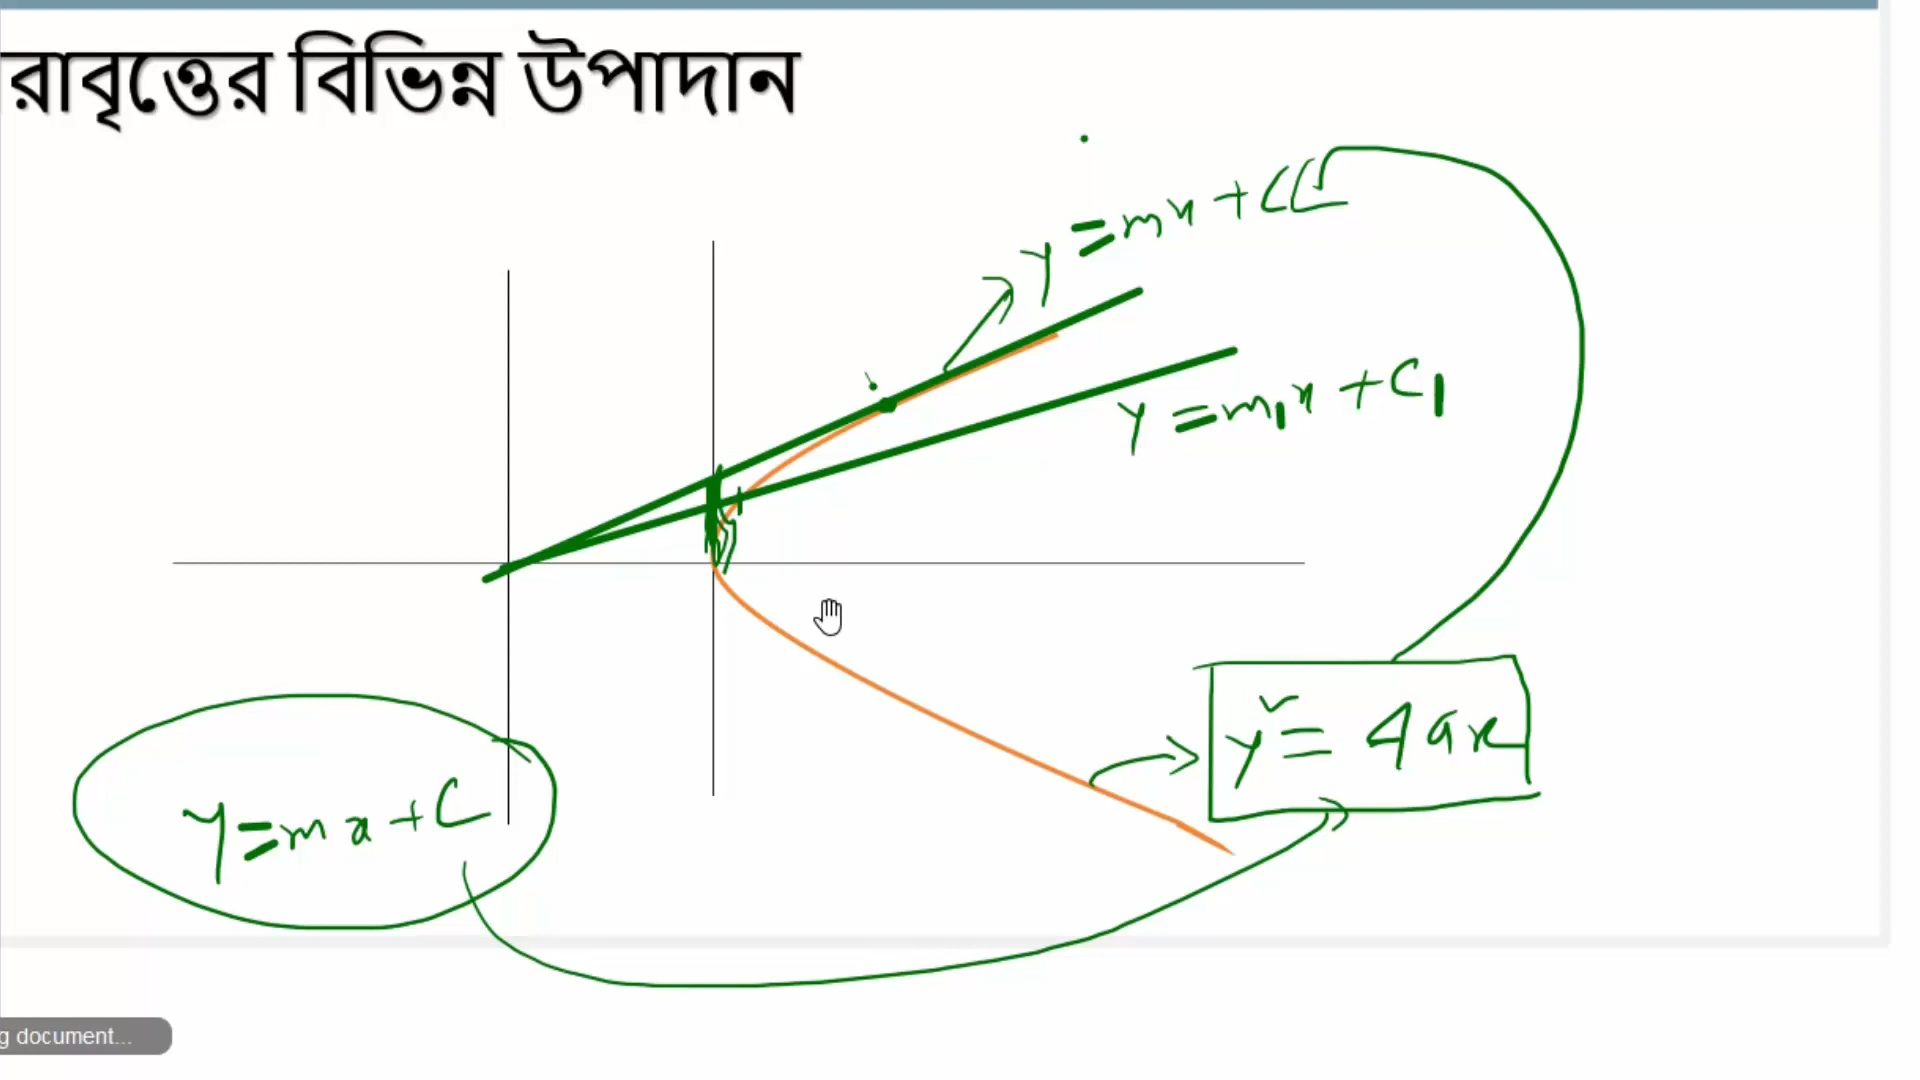 রাবৃত্তের বিভিন্ন উপাদান
y = mx + c
y = m₁x + c₁
y² = 4ax
y = mx + c
g document...